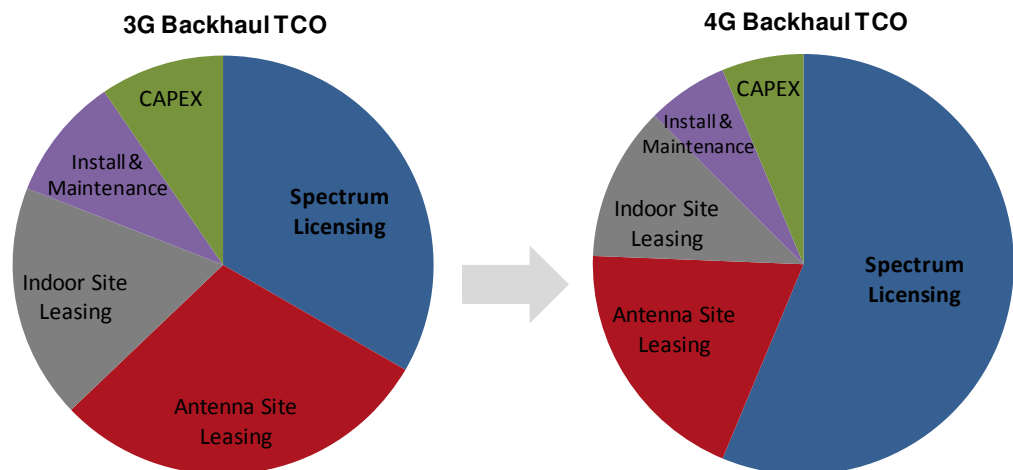 3G Backhaul TCO
CAPEX
Install &
Maintenance
Spectrum
Licensing
Indoor Site
Leasing
Antenna Site
Leasing
4G Backhaul TCO
CAPEX
Install &
Maintenance
Indoor Site
Leasing
Spectrum
Licensing
Antenna Site
Leasing